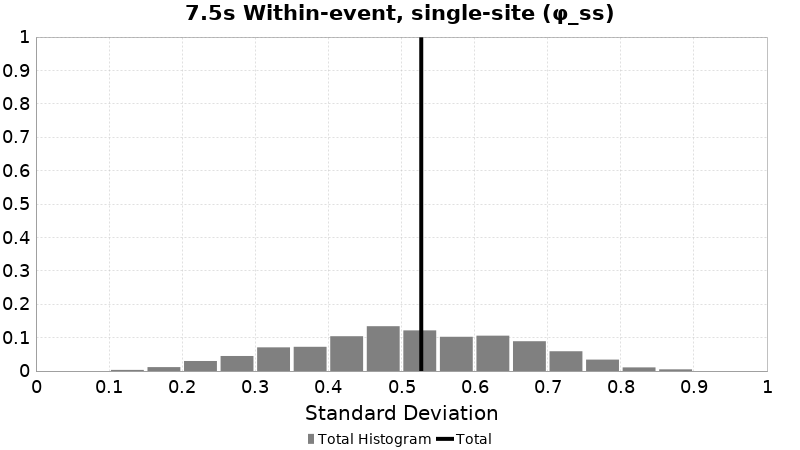 7.5s Within-event, single-site (φ_ss)
1
0.9
0.8
0.7
0.6
0.5
0.4
0.3
0.2
0.1
0
0 0.1 0.2 0.3 0.4 0.5 0.6 0.7 0.8 0.9 1
Standard Deviation
Total Histogram Total